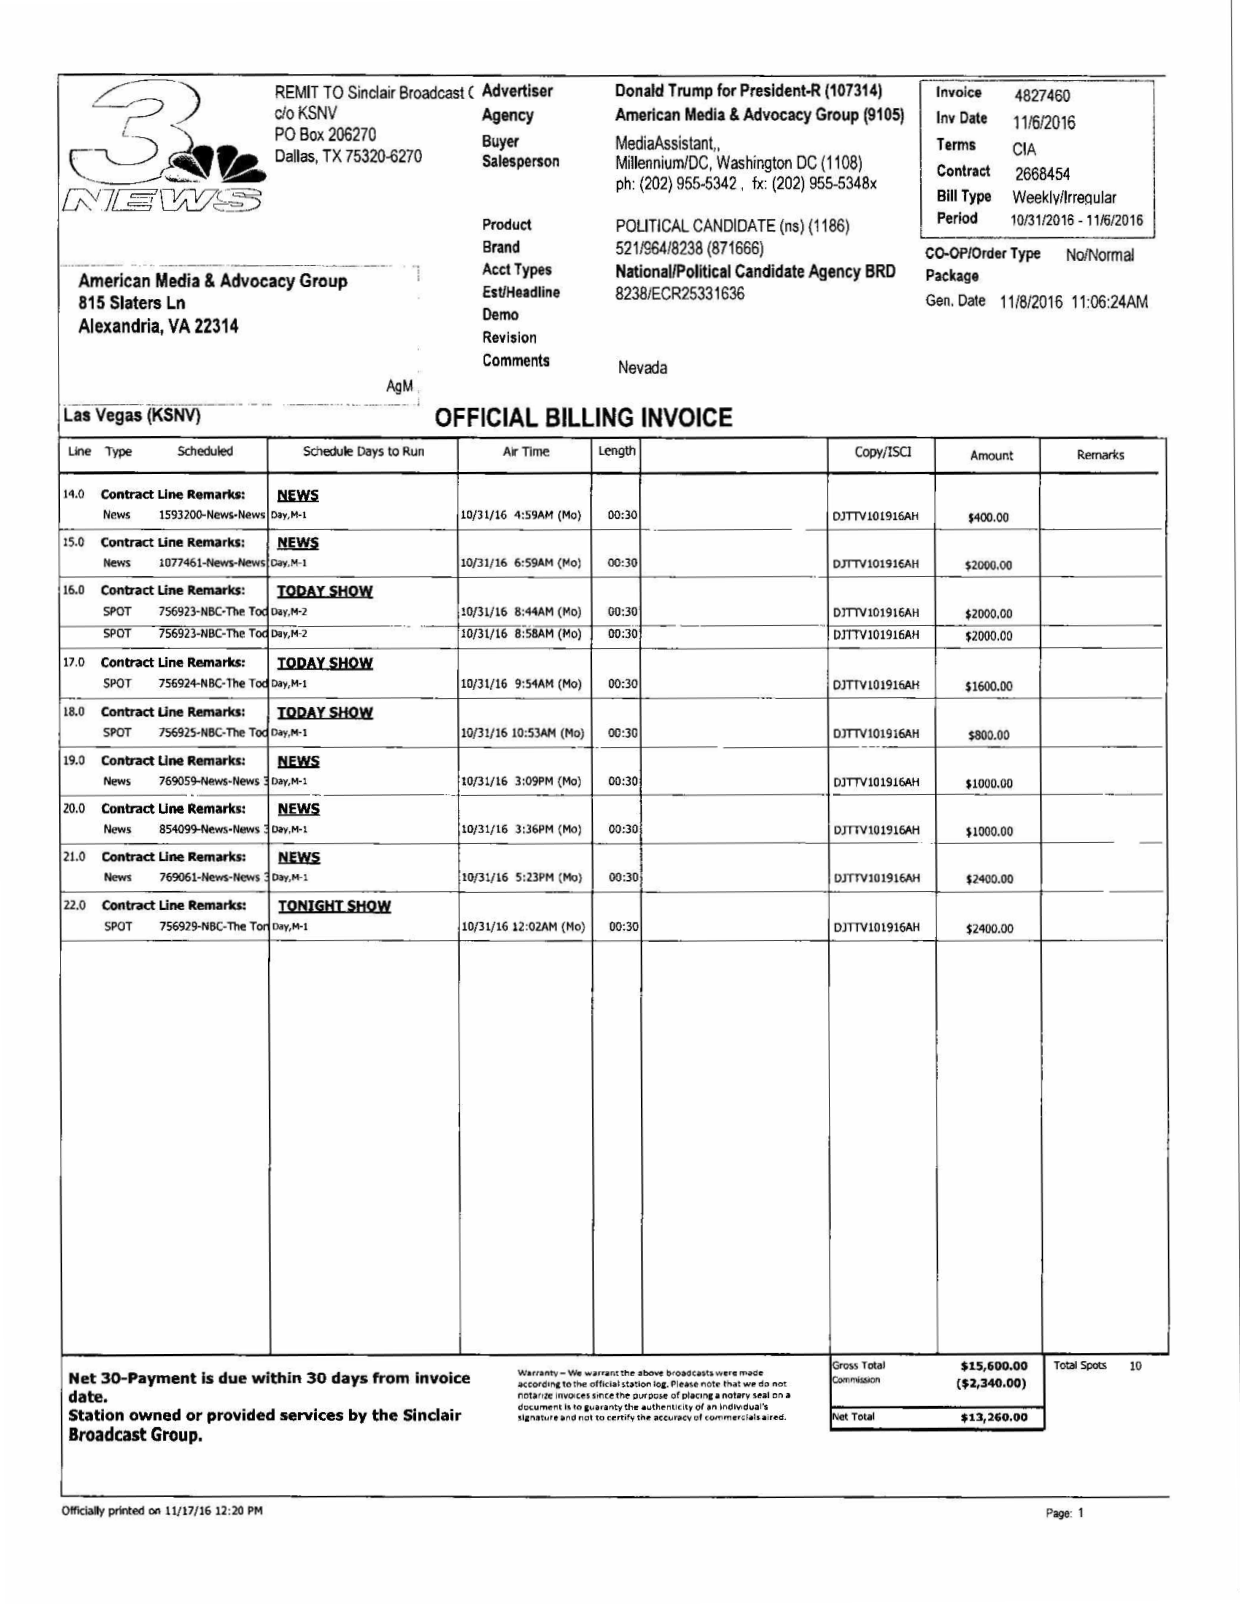 3
NEWS
REMIT TO Sinclair Broadcast (
c/o KSNV
PO Box 206270
Dallas, TX 75320-6270
Advertiser Donald Trump for President-R (107314)
Agency American Media & Advocacy Group (9105)
Buyer MediaAssistant,,
Salesperson Millennium/DC, Washington DC (1108)
ph: (202) 955-5342 , fx: (202) 955-5348x
Product POLITICAL CANDIDATE (ns) (1186)
Brand 521/964/8238 (871666)
Acct Types National/Political Candidate Agency BRD
Est/Headline 8238/ECR25331636
Demo
Revision
Comments Nevada
Invoice 4827460
Inv Date 11/6/2016
Terms CIA
Contract 2668454
Bill Type Weekly/Irregular
Period 10/31/2016 - 11/6/2016
CO-OP/Order Type No/Normal
Package
Gen. Date 11/8/2016 11:06:24AM
American Media & Advocacy Group
815 Slaters Ln
Alexandria, VA 22314
AgM
Las Vegas (KSNV) OFFICIAL BILLING INVOICE
Line Type Scheduled Schedule Days to Run Air Time Length Copy/ISCI Amount Remarks
14.0 Contract Line Remarks: NEWS
News 1593200-News-News Day,M-1 10/31/16 4:59AM (Mo) 00:30 DJTTV101916AH $400.00
15.0 Contract Line Remarks: NEWS
News 1077461-News-News Day,M-1 10/31/16 6:59AM (Mo) 00:30 DJTTV101916AH $2000.00
16.0 Contract Line Remarks: TODAY SHOW
SPOT 756923-NBC-The Tod Day,M-2 10/31/16 8:44AM (Mo) 00:30 DJTTV101916AH $2000.00
SPOT 756923-NBC-The Tod Day,M-2 10/31/16 8:58AM (Mo) 00:30 DJTTV101916AH $2000.00
17.0 Contract Line Remarks: TODAY SHOW
SPOT 756924-NBC-The Tod Day,M-1 10/31/16 9:54AM (Mo) 00:30 DJTTV101916AH $1600.00
18.0 Contract Line Remarks: TODAY SHOW
SPOT 756925-NBC-The Tod Day,M-1 10/31/16 10:53AM (Mo) 00:30 DJTTV101916AH $800.00
19.0 Contract Line Remarks: NEWS
News 769059-News-News 3 Day,M-1 10/31/16 3:09PM (Mo) 00:30 DJTTV101916AH $1000.00
20.0 Contract Line Remarks: NEWS
News 854099-News-News 3 Day,M-1 10/31/16 3:36PM (Mo) 00:30 DJTTV101916AH $1000.00
21.0 Contract Line Remarks: NEWS
News 769061-News-News 3 Day,M-1 10/31/16 5:23PM (Mo) 00:30 DJTTV101916AH $2400.00
22.0 Contract Line Remarks: TONIGHT SHOW
SPOT 756929-NBC-The Ton Day,M-1 10/31/16 12:02AM (Mo) 00:30 DJTTV101916AH $2400.00
Net 30-Payment is due within 30 days from invoice
date.
Station owned or provided services by the Sinclair
Broadcast Group.
Warranty – We warrant the above broadcasts were made
according to the official station log. Please note that we do not
notarize invoices since the purpose of placing a notary seal on a
document is to guaranty the authenticity of an individual's
signature and not to certify the accuracy of commercials aired.
Gross Total $15,600.00 Total Spots 10
Commission ($2,340.00)
Net Total $13,260.00
Officially printed on 11/17/16 12:20 PM Page: 1